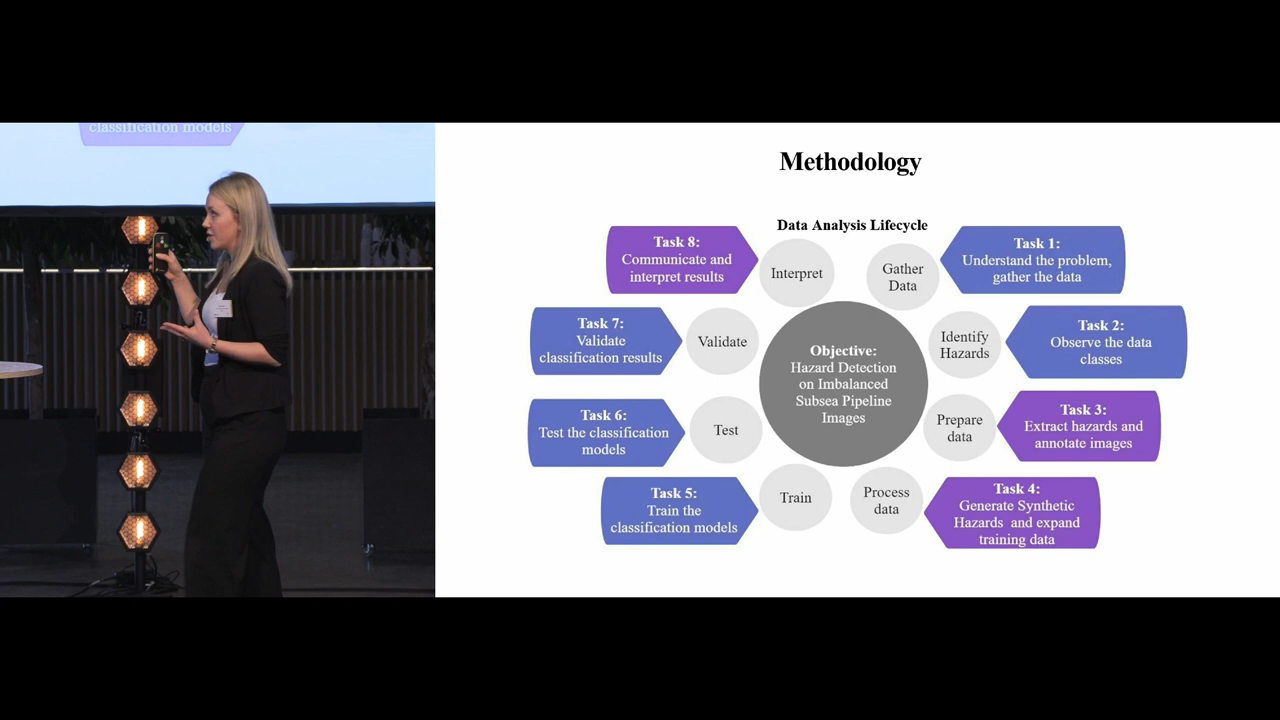 classification models
Methodology
Data Analysis Lifecycle
Task 8:
Communicate and
interpret results
Interpret
Gather
Data
Task 1:
Understand the problem,
gather the data
Task 7:
Validate
classification results
Validate
Identify
Hazards
Task 2:
Observe the data
classes
Objective:
Hazard Detection
on Imbalanced
Subsea Pipeline
Images
Task 6:
Test the classification
models
Test
Prepare
data
Task 3:
Extract hazards and
annotate images
Task 5:
Train the
classification models
Train
Process
data
Task 4:
Generate Synthetic
Hazards and expand
training data